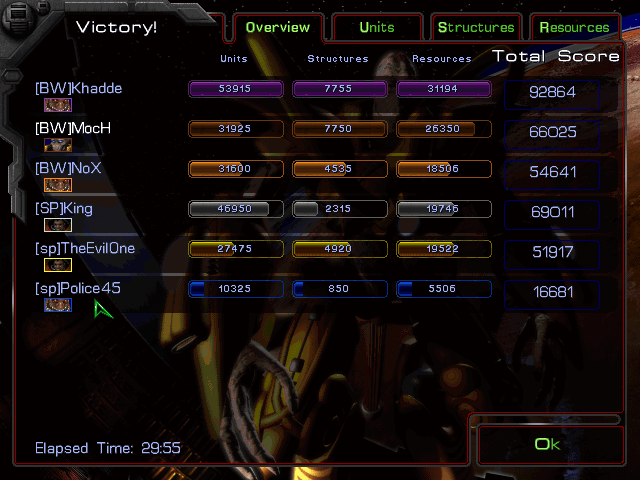 Victory! Overview Units Structures Resources
Units Structures Resources Total Score
[BW]Khadde 53915 7755 31194 92864
[BW]MocH 31925 7750 26350 66025
[BW]NoX 31600 4535 18506 54641
[SP]King 46950 2315 19746 69011
[sp]TheEvilOne 27475 4920 19522 51917
[sp]Police45 10325 850 5506 16681
Elapsed Time: 29:55 Ok